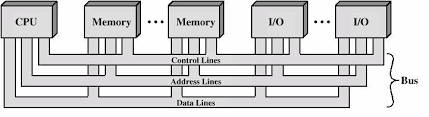 CPU Memory ••• Memory I/O ••• I/O
Control Lines
Address Lines
Data Lines
Bus